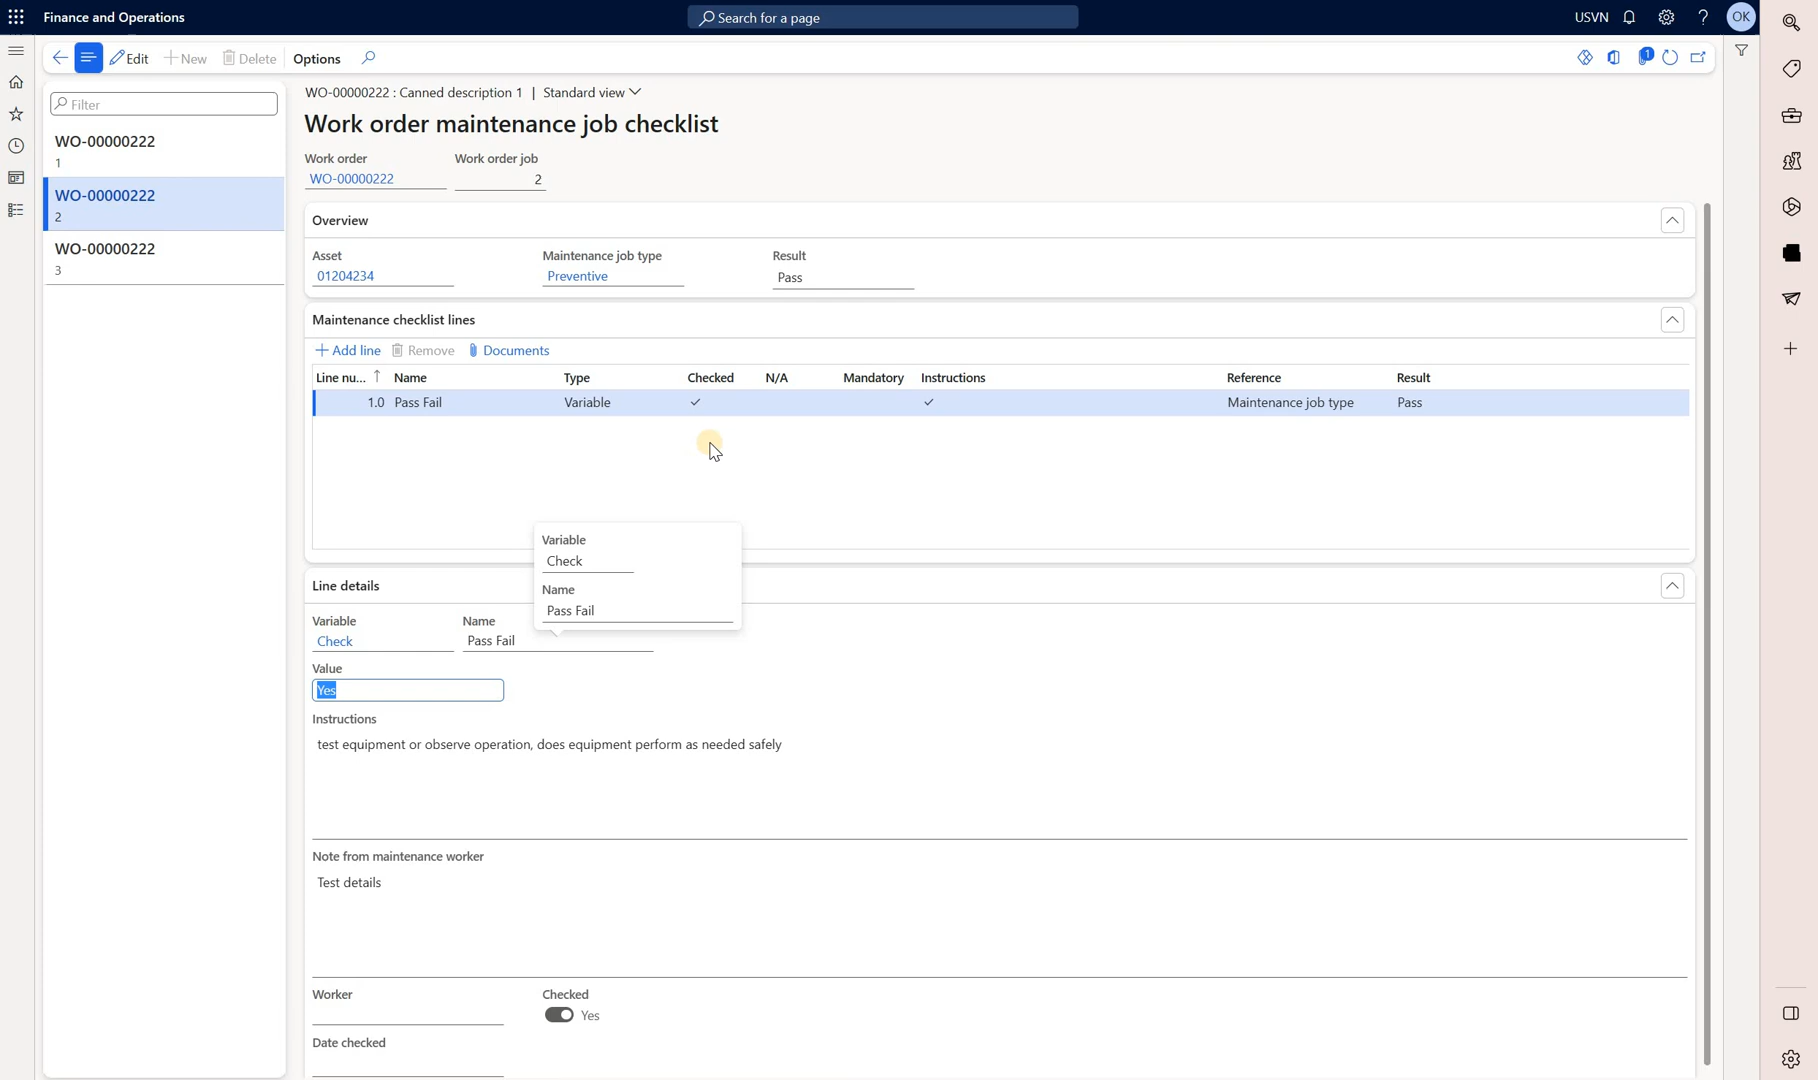 Finance and Operations
Search for a page
USVN
OK
Edit
New
Delete
Options
1
Filter
WO-00000222
1
WO-00000222
2
WO-00000222
3
WO-00000222 : Canned description 1 | Standard view
Work order maintenance job checklist
Work order
Work order job
WO-00000222
2
Overview
Asset
Maintenance job type
Result
01204234
Preventive
Pass
Maintenance checklist lines
Add line
Remove
Documents
Line nu... Name Type Checked N/A Mandatory Instructions Reference Result
1.0 Pass Fail Variable Maintenance job type Pass
Variable
Check
Name
Pass Fail
Line details
Variable
Name
Check
Pass Fail
Value
Yes
Instructions
test equipment or observe operation, does equipment perform as needed safely
Note from maintenance worker
Test details
Worker
Checked
Yes
Date checked